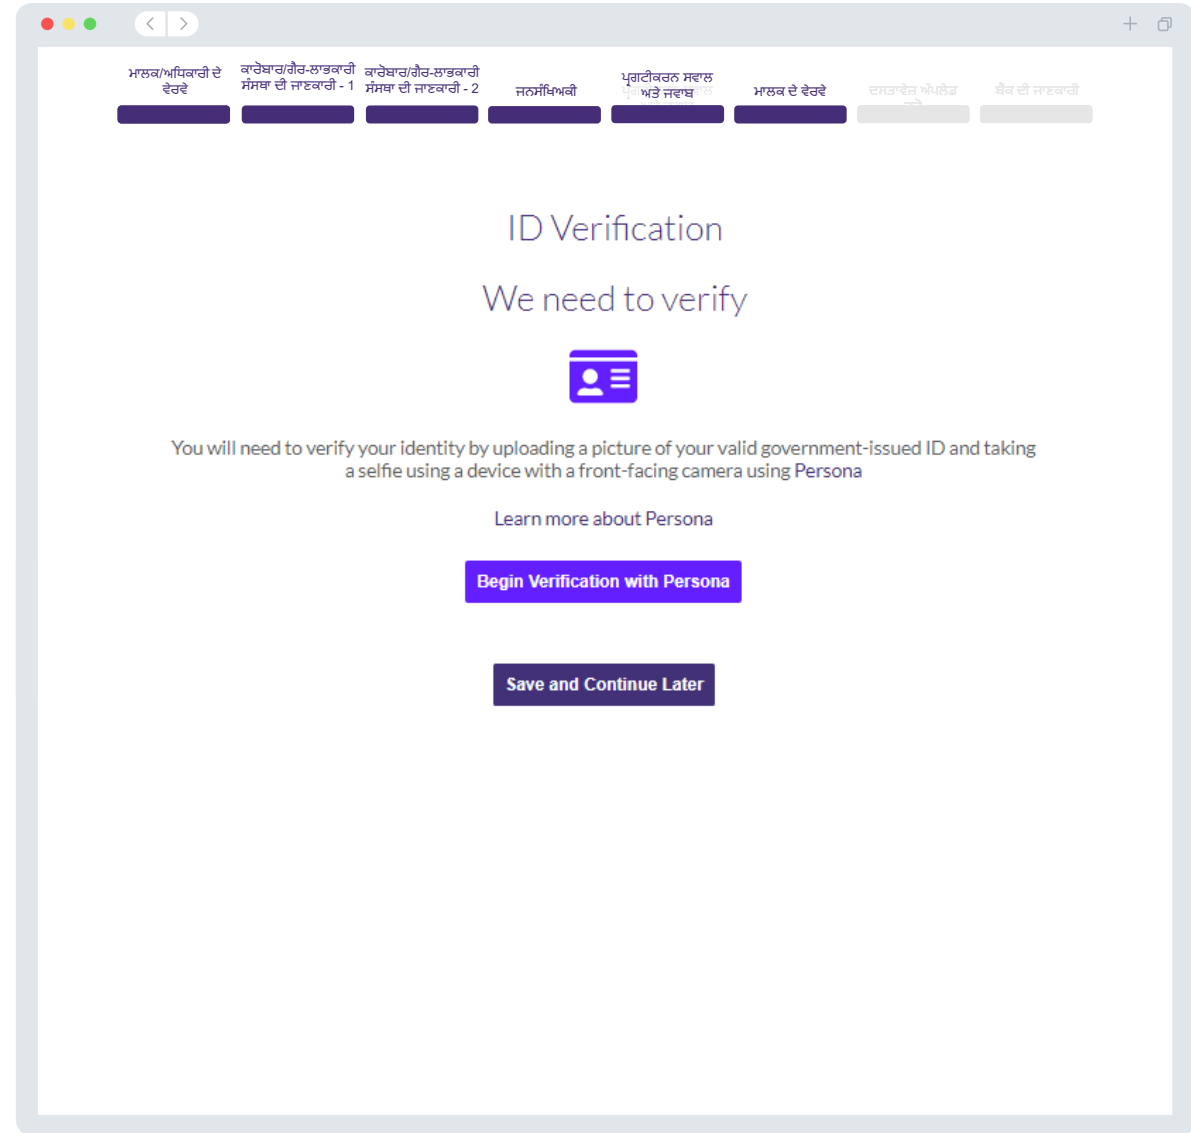 ਮਾਲਕ/ਅਧਿਕਾਰੀ ਦੇ
ਵੇਰਵੇ
ਕਾਰੋਬਾਰ/ਗੈਰ-ਲਾਭਕਾਰੀ
ਸੰਸਥਾ ਦੀ ਜਾਣਕਾਰੀ - 1
ਕਾਰੋਬਾਰ/ਗੈਰ-ਲਾਭਕਾਰੀ
ਸੰਸਥਾ ਦੀ ਜਾਣਕਾਰੀ - 2
ਜਨਸੰਖਿਅਕੀ
ਪ੍ਰਗਟੀਕਰਨ ਸਵਾਲ
ਅਤੇ ਜਵਾਬ
ਮਾਲਕ ਦੇ ਵੇਰਵੇ
ਦਸਤਾਵੇਜ਼ ਅੱਪਲੋਡ
ਬੈਂਕ ਦੀ ਜਾਣਕਾਰੀ
ID Verification
We need to verify
You will need to verify your identity by uploading a picture of your valid government-issued ID and taking
a selfie using a device with a front-facing camera using Persona
Learn more about Persona
Begin Verification with Persona
Save and Continue Later